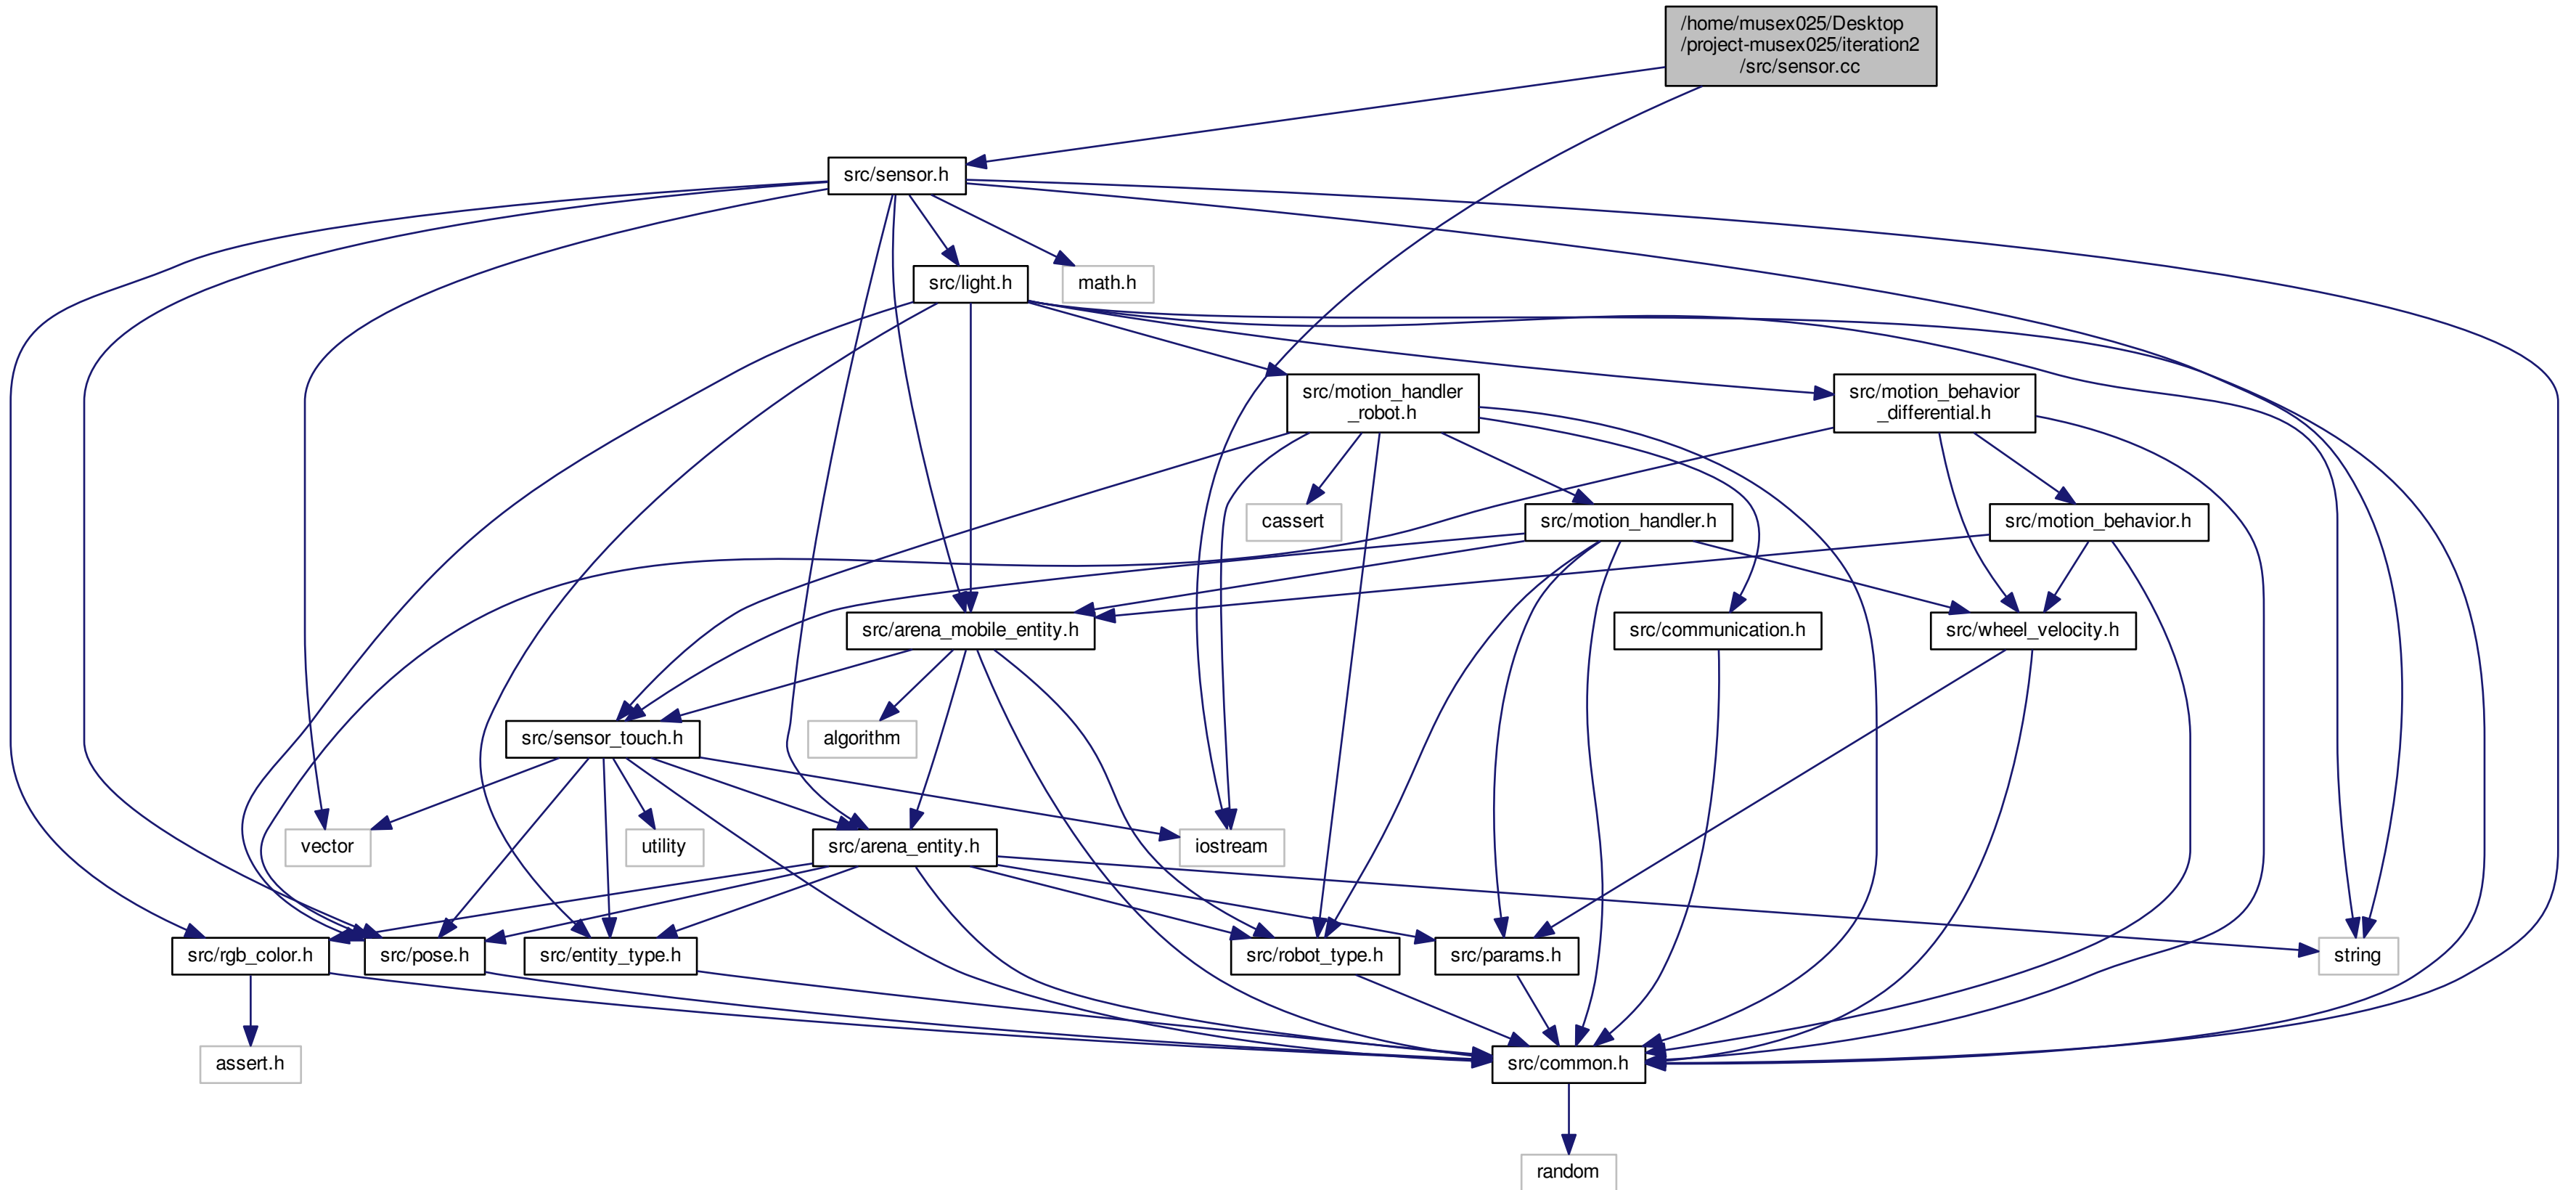 /home/musex025/Desktop
/project-musex025/iteration2
/src/sensor.cc
src/sensor.h
src/light.h
math.h
src/motion_handler
_robot.h
src/motion_behavior
_differential.h
cassert
src/motion_handler.h
src/motion_behavior.h
src/arena_mobile_entity.h
src/communication.h
src/wheel_velocity.h
src/sensor_touch.h
algorithm
vector
utility
src/arena_entity.h
iostream
src/rgb_color.h
src/pose.h
src/entity_type.h
src/robot_type.h
src/params.h
string
assert.h
src/common.h
random